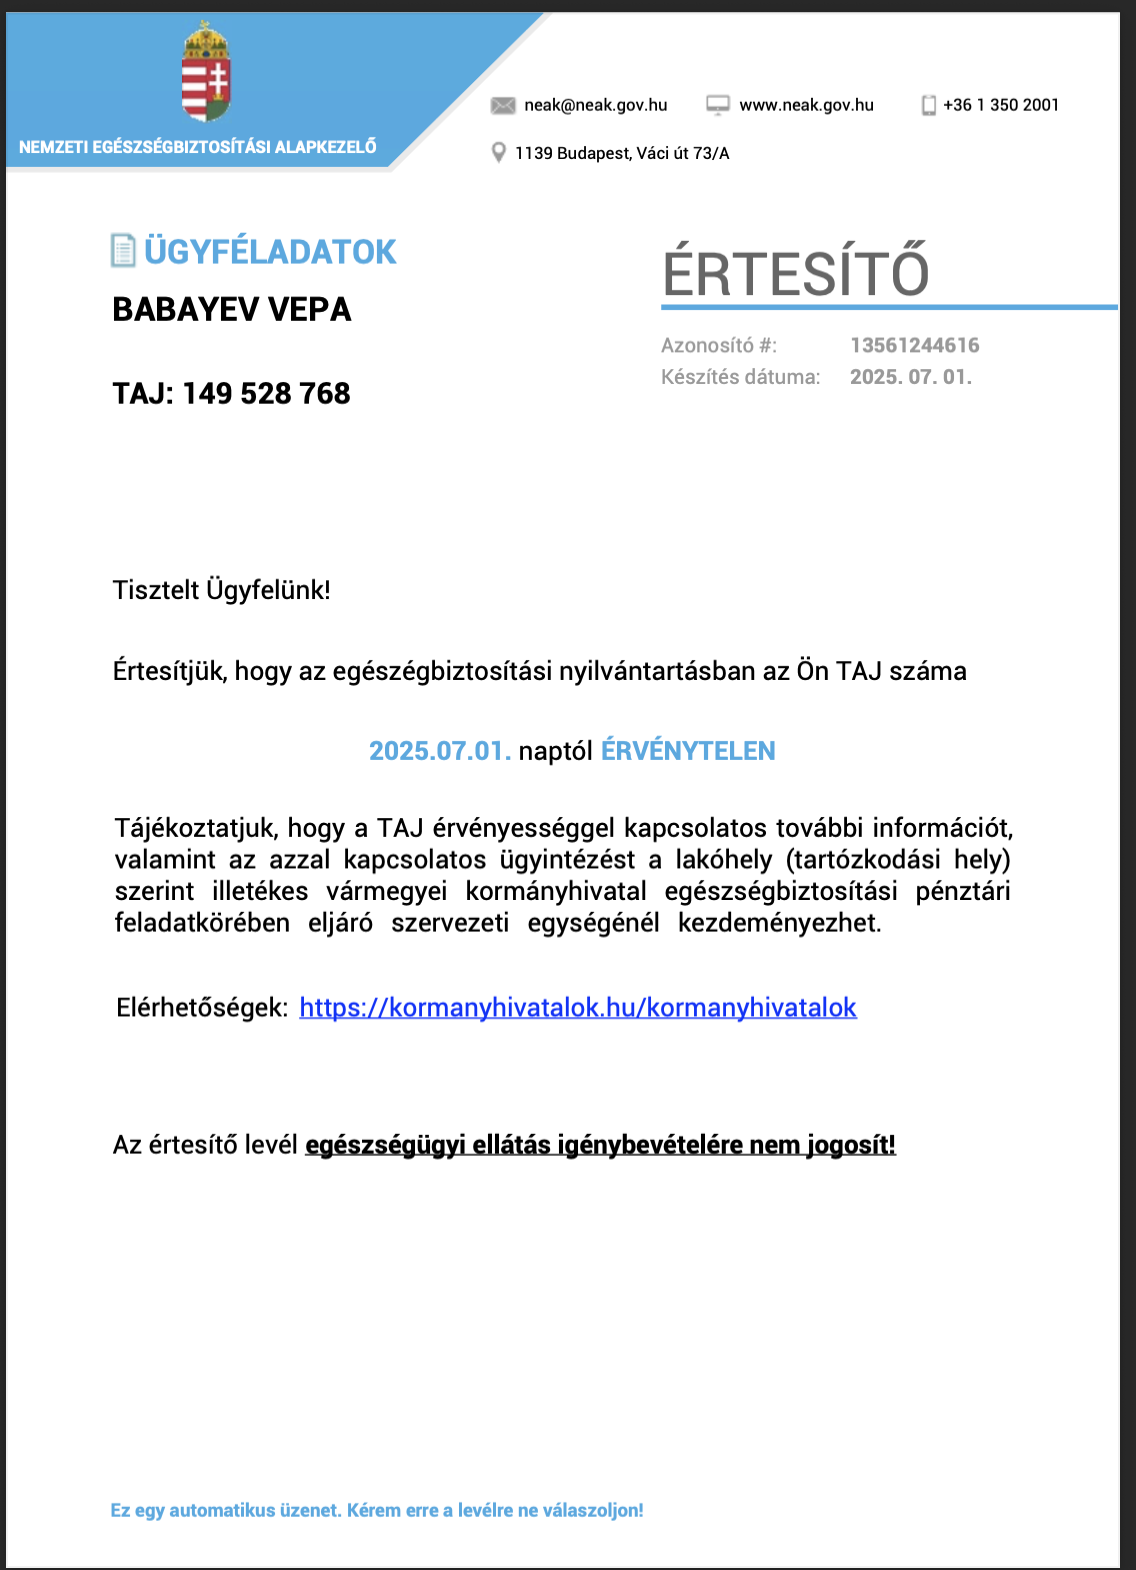 NEMZETI EGÉSZSÉGBIZTOSÍTÁSI ALAPKEZELŐ
neak@neak.gov.hu www.neak.gov.hu +36 1 350 2001
1139 Budapest, Váci út 73/A
ÜGYFÉLADATOK
BABAYEV VEPA
TAJ: 149 528 768
ÉRTESÍTŐ
Azonosító #: 13561244616
Készítés dátuma: 2025. 07. 01.
Tisztelt Ügyfelünk!
Értesítjük, hogy az egészégbiztosítási nyilvántartásban az Ön TAJ száma
2025.07.01. naptól ÉRVÉNYTELEN
Tájékoztatjuk, hogy a TAJ érvényességgel kapcsolatos további információt,
valamint az azzal kapcsolatos ügyintézést a lakóhely (tartózkodási hely)
szerint illetékes vármegyei kormányhivatal egészségbiztosítási pénztári
feladatkörében eljáró szervezeti egységénél kezdeményezhet.
Elérhetőségek: https://kormanyhivatalok.hu/kormanyhivatalok
Az értesítő levél egészségügyi ellátás igénybevételére nem jogosít!
Ez egy automatikus üzenet. Kérem erre a levélre ne válaszoljon!